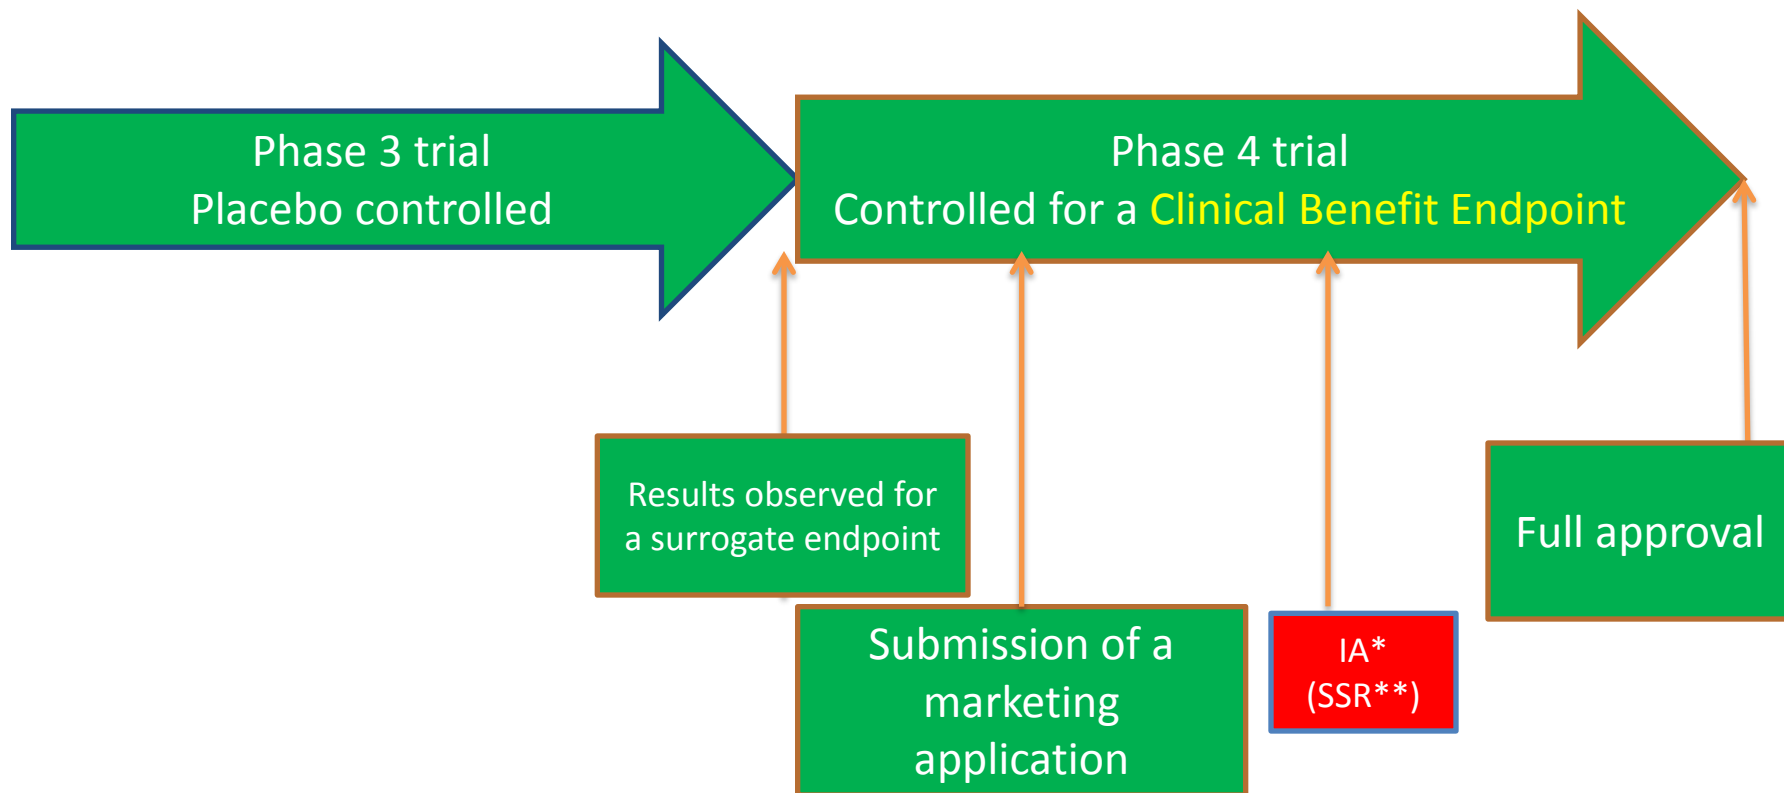 Phase 3 trial
Placebo controlled
Phase 4 trial
Controlled for a Clinical Benefit Endpoint
Results observed for
a surrogate endpoint
Submission of a
marketing
application
IA*
(SSR**)
Full approval